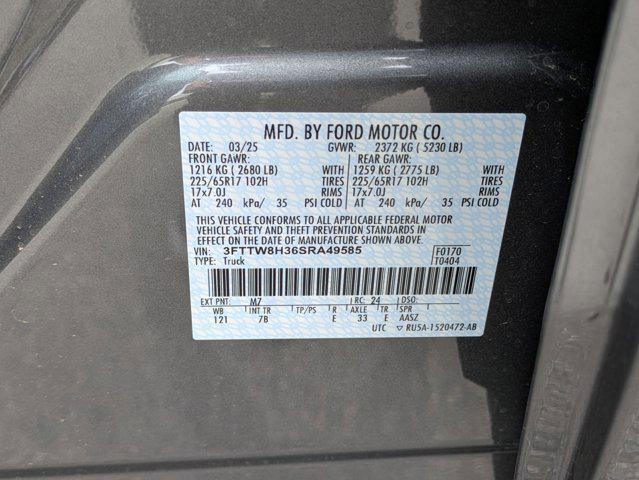 MFD. BY FORD MOTOR CO.
DATE: 03/25 GVWR: 2372 KG ( 5230 LB)
FRONT GAWR: REAR GAWR:
1216 KG ( 2680 LB) WITH 1259 KG ( 2775 LB) WITH
225/65R17 102H TIRES 225/65R17 102H TIRES
17x7.0J RIMS 17x7.0J RIMS
AT 240 kPa/ 35 PSI COLD AT 240 kPa/ 35 PSI COLD
THIS VEHICLE CONFORMS TO ALL APPLICABLE FEDERAL MOTOR
VEHICLE SAFETY AND THEFT PREVENTION STANDARDS IN
EFFECT ON THE DATE OF MANUFACTURE SHOWN ABOVE.
VIN: 3FTTW8H36SRA49585 F0170
TYPE: Truck T0404
EXT PNT: M7 RC: 24 DSO:
WB INT TR TP/PS R AXLE TR SPR
121 7B E 33 E AASZ
UTC ▽ RU5A-1520472-AB